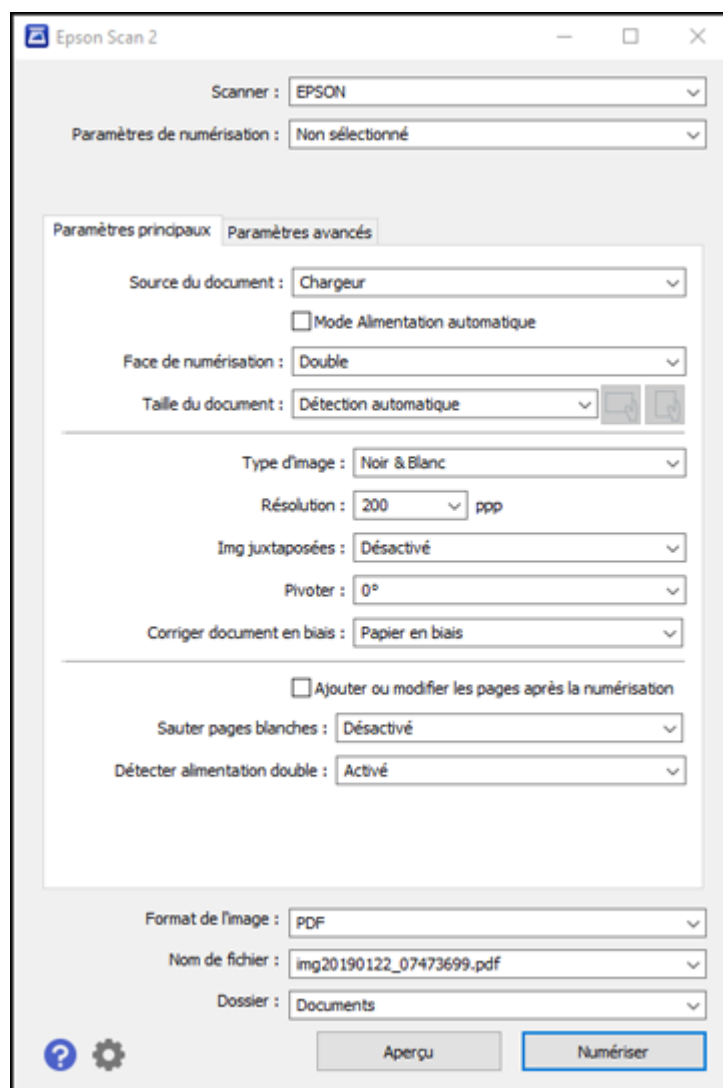 Epson Scan 2
Scanner : EPSON
Paramètres de numérisation : Non sélectionné
Paramètres principaux Paramètres avancés
Source du document : Chargeur
Mode Alimentation automatique
Face de numérisation : Double
Taille du document : Détection automatique
Type d'image : Noir & Blanc
Résolution : 200 ppp
Img juxtaposées : Désactivé
Pivoter : 0°
Corriger document en biais : Papier en biais
Ajouter ou modifier les pages après la numérisation
Sauter pages blanches : Désactivé
Détecter alimentation double : Activé
Format de l'image : PDF
Nom de fichier : img20190122_07473699.pdf
Dossier : Documents
Aperçu Numériser